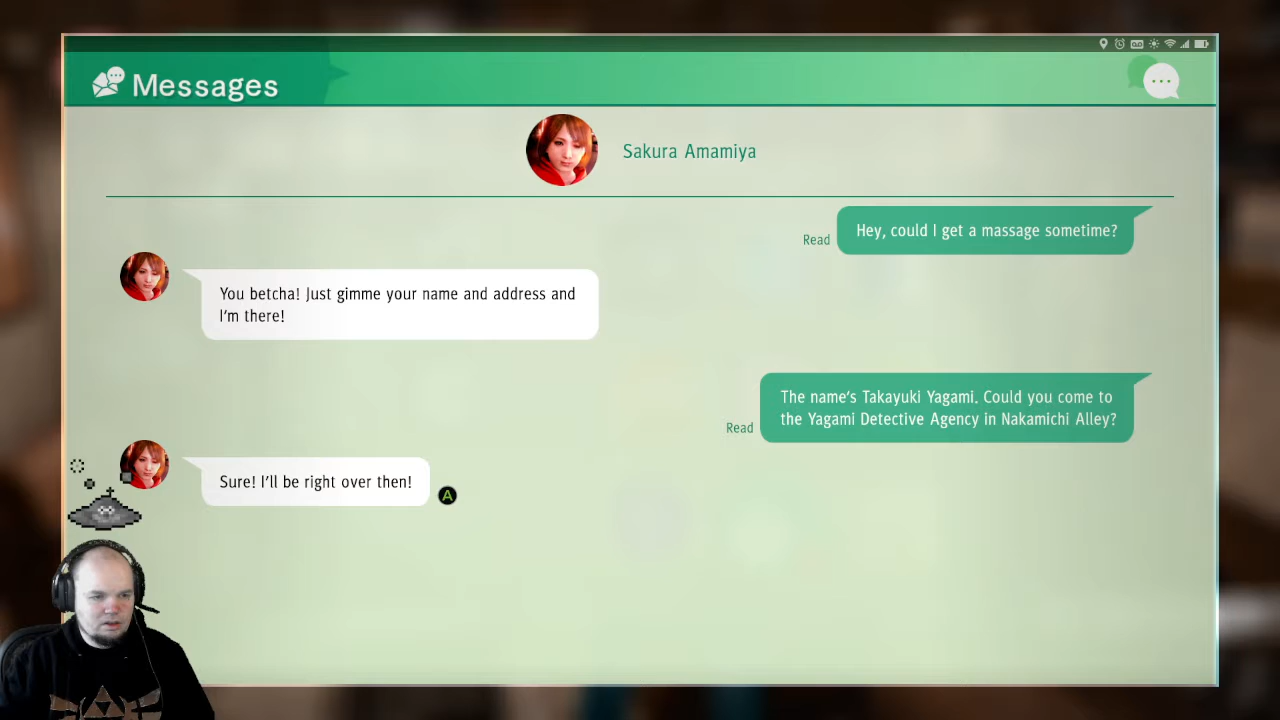 Messages
Sakura Amamiya
Hey, could I get a massage sometime?
Read
You betcha! Just gimme your name and address and
I'm there!
The name's Takayuki Yagami. Could you come to
the Yagami Detective Agency in Nakamichi Alley?
Read
Sure! I'll be right over then!
A